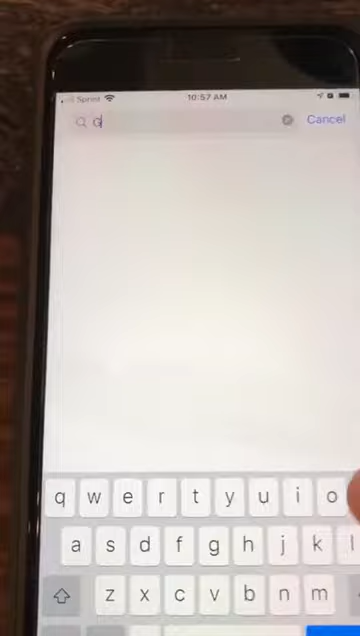 Sprint 10:57 AM
G Cancel
q w e r t y u i o
a s d f g h j k l
z x c v b n m